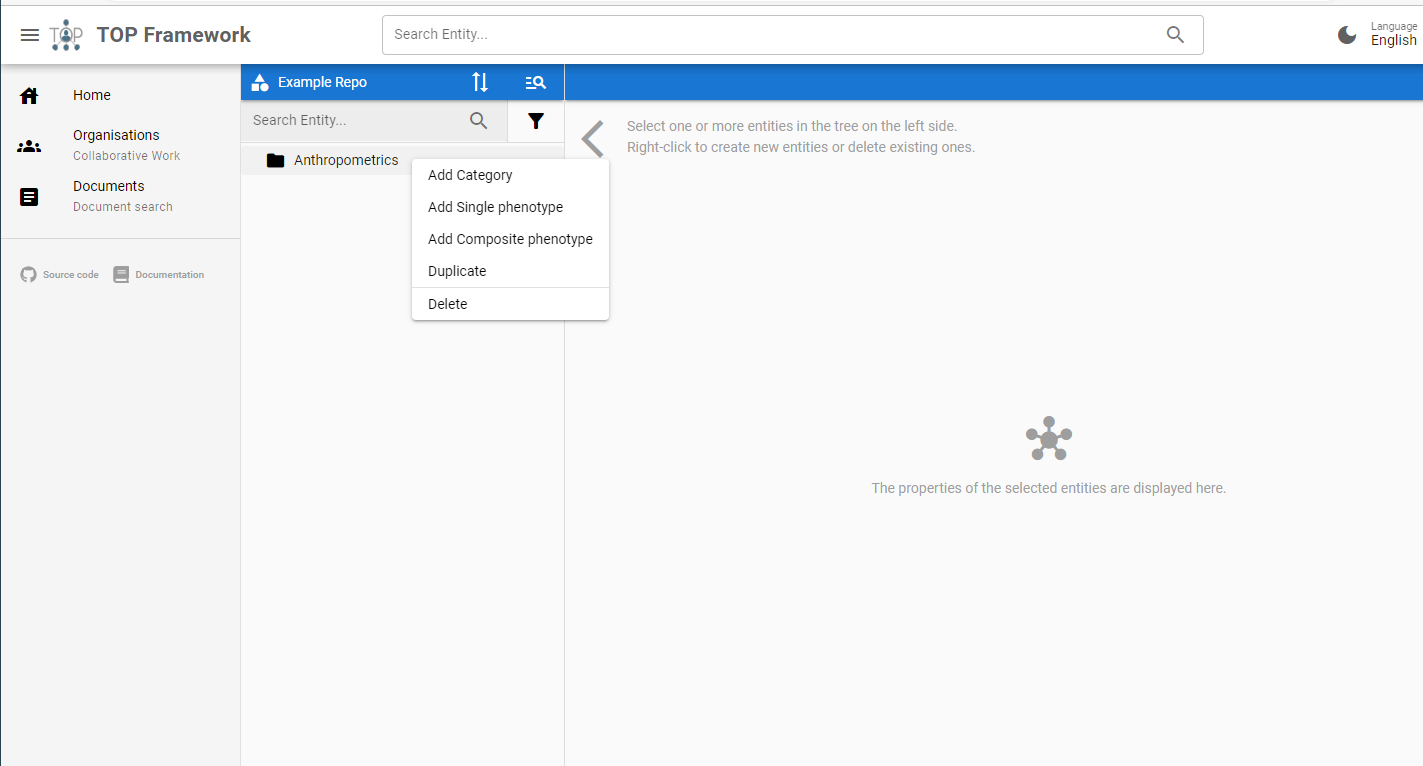 TOP
TOP Framework
Search Entity...
Language
English
Home
Organisations
Collaborative Work
Documents
Document search
Source code
Documentation
Example Repo
Search Entity...
Anthropometrics
Add Category
Add Single phenotype
Add Composite phenotype
Duplicate
Delete
Select one or more entities in the tree on the left side.
Right-click to create new entities or delete existing ones.
The properties of the selected entities are displayed here.